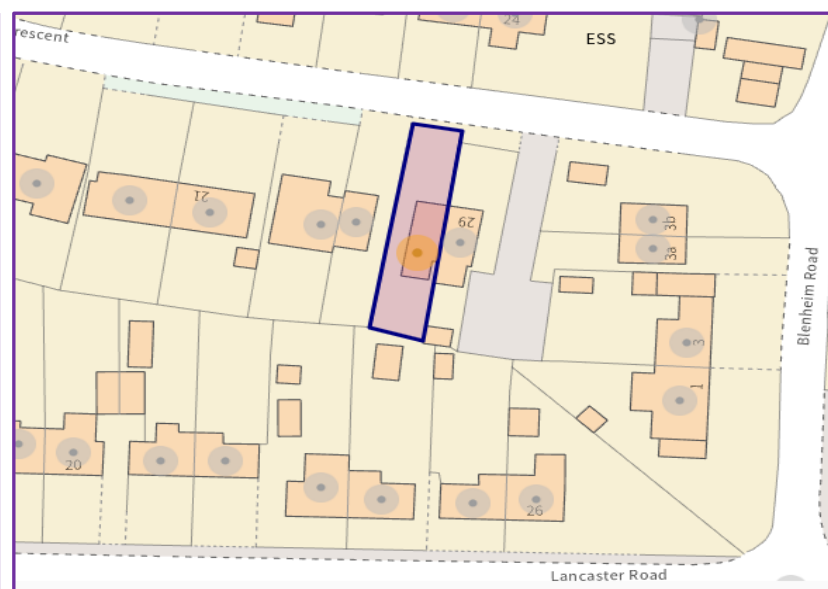 rescent
24
ESS
21
29
3b
3a
Blenheim Road
3
1
20
26
Lancaster Road